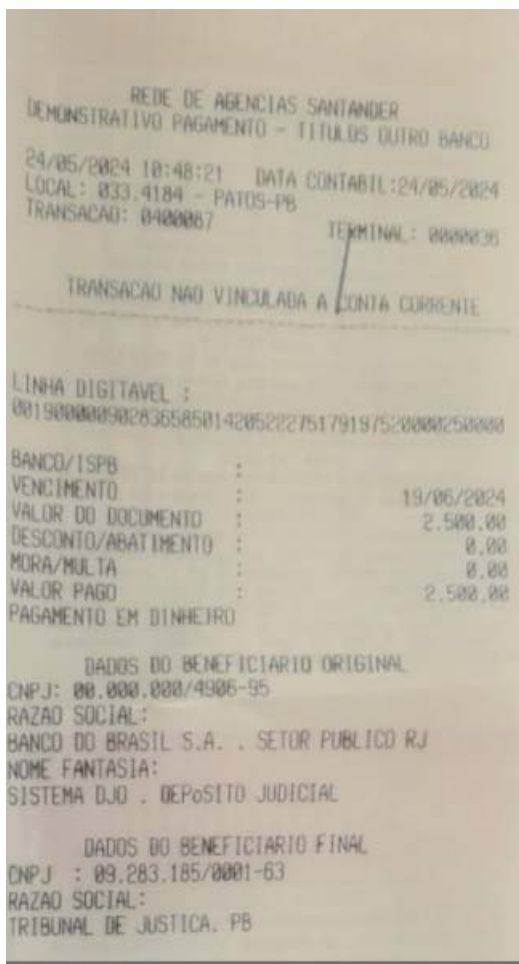 REDE DE AGENCIAS SANTANDER
DEMONSTRATIVO PAGAMENTO - TITULOS OUTRO BANCO
24/05/2024 10:48:21 DATA CONTABIL:24/05/2024
LOCAL: 033.4184 - PATOS-PB
TRANSACAO: 0400087 TERMINAL: 0000036
TRANSACAO NAO VINCULADA A CONTA CORRENTE
LINHA DIGITAVEL :
00190000090283658501420522275179197520000250000
BANCO/ISPB :
VENCIMENTO : 19/06/2024
VALOR DO DOCUMENTO : 2.500,00
DESCONTO/ABATIMENTO : 0,00
MORA/MULTA : 0,00
VALOR PAGO : 2.500,00
PAGAMENTO EM DINHEIRO
DADOS DO BENEFICIARIO ORIGINAL
CNPJ: 00.000.000/4906-95
RAZAO SOCIAL:
BANCO DO BRASIL S.A. . SETOR PUBLICO RJ
NOME FANTASIA:
SISTEMA DJO . DEPoSITO JUDICIAL
DADOS DO BENEFICIARIO FINAL
CNPJ : 09.283.185/0001-63
RAZAO SOCIAL:
TRIBUNAL DE JUSTICA. PB